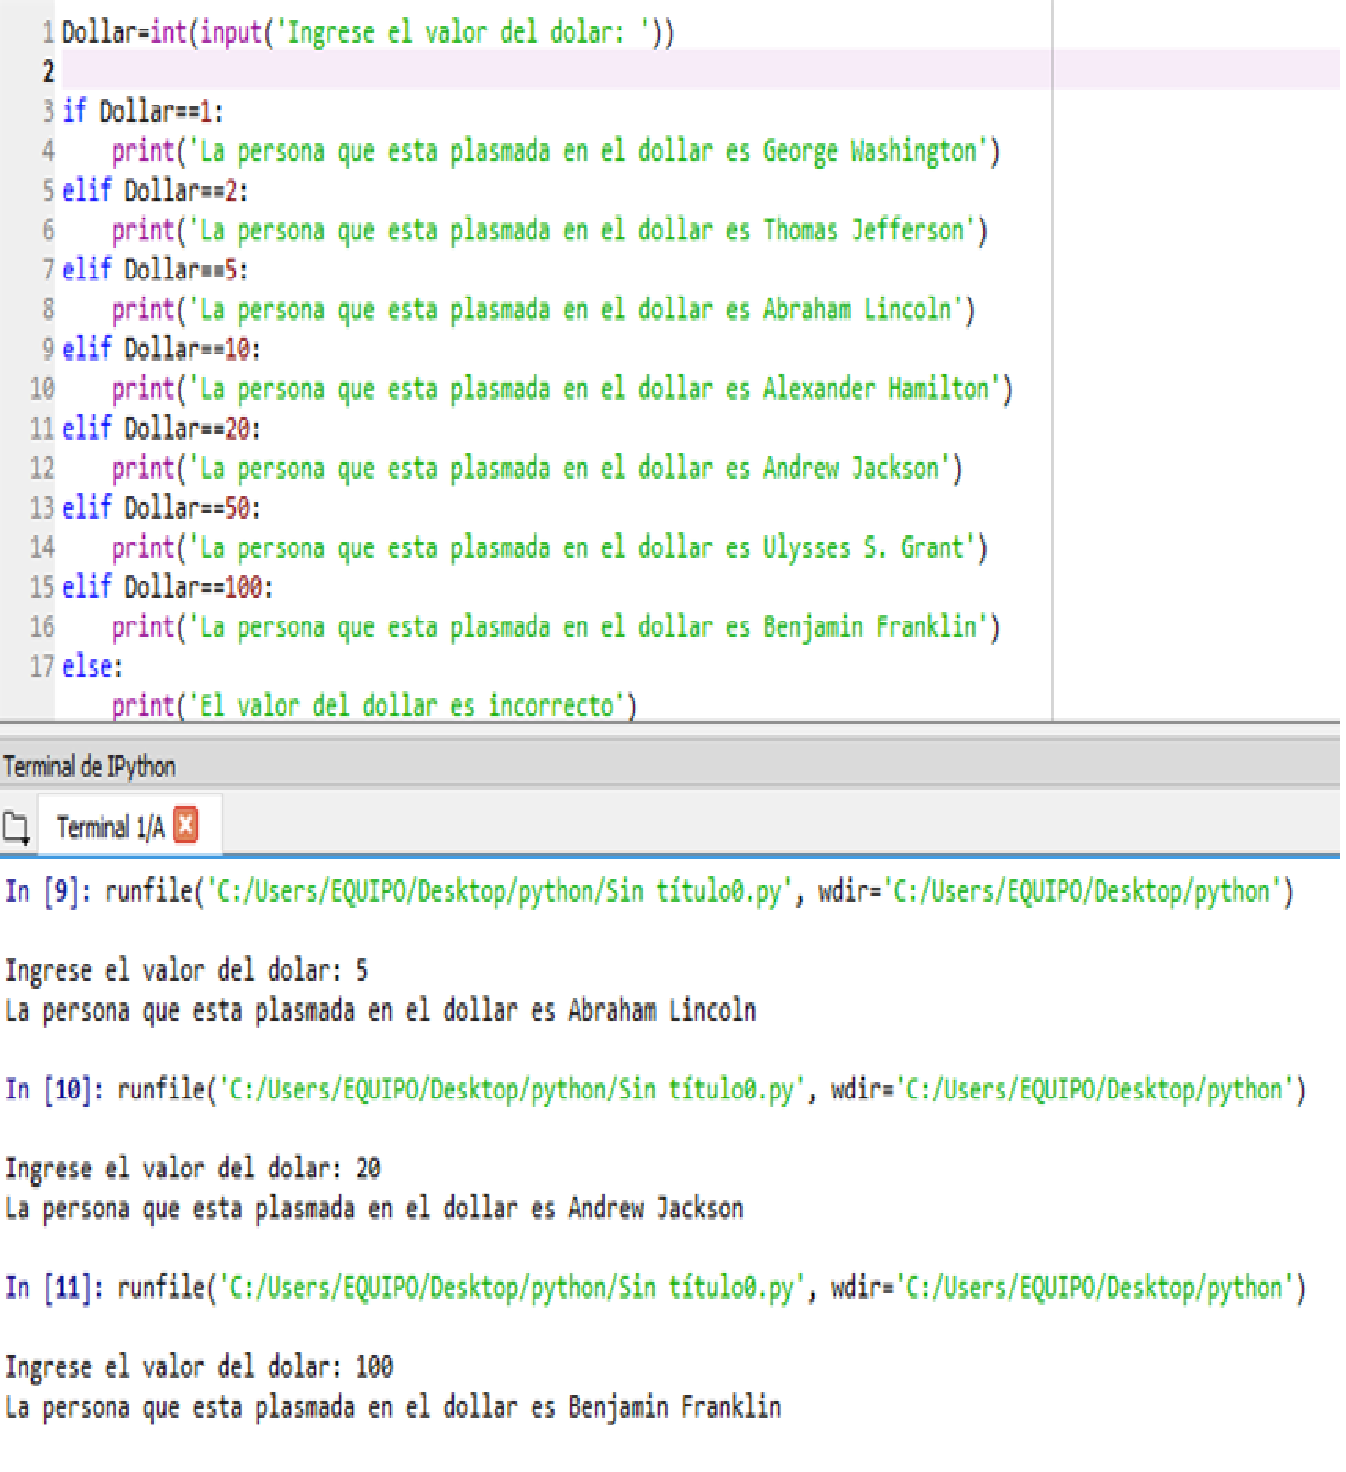 1 Dollar=int(input('Ingrese el valor del dolar: '))
2
3 if Dollar==1:
4     print('La persona que esta plasmada en el dollar es George Washington')
5 elif Dollar==2:
6     print('La persona que esta plasmada en el dollar es Thomas Jefferson')
7 elif Dollar==5:
8     print('La persona que esta plasmada en el dollar es Abraham Lincoln')
9 elif Dollar==10:
10     print('La persona que esta plasmada en el dollar es Alexander Hamilton')
11 elif Dollar==20:
12     print('La persona que esta plasmada en el dollar es Andrew Jackson')
13 elif Dollar==50:
14     print('La persona que esta plasmada en el dollar es Ulysses S. Grant')
15 elif Dollar==100:
16     print('La persona que esta plasmada en el dollar es Benjamin Franklin')
17 else:
    print('El valor del dollar es incorrecto')
Terminal de IPython
Terminal 1/A
In [9]: runfile('C:/Users/EQUIPO/Desktop/python/Sin título0.py', wdir='C:/Users/EQUIPO/Desktop/python')
Ingrese el valor del dolar: 5
La persona que esta plasmada en el dollar es Abraham Lincoln
In [10]: runfile('C:/Users/EQUIPO/Desktop/python/Sin título0.py', wdir='C:/Users/EQUIPO/Desktop/python')
Ingrese el valor del dolar: 20
La persona que esta plasmada en el dollar es Andrew Jackson
In [11]: runfile('C:/Users/EQUIPO/Desktop/python/Sin título0.py', wdir='C:/Users/EQUIPO/Desktop/python')
Ingrese el valor del dolar: 100
La persona que esta plasmada en el dollar es Benjamin Franklin